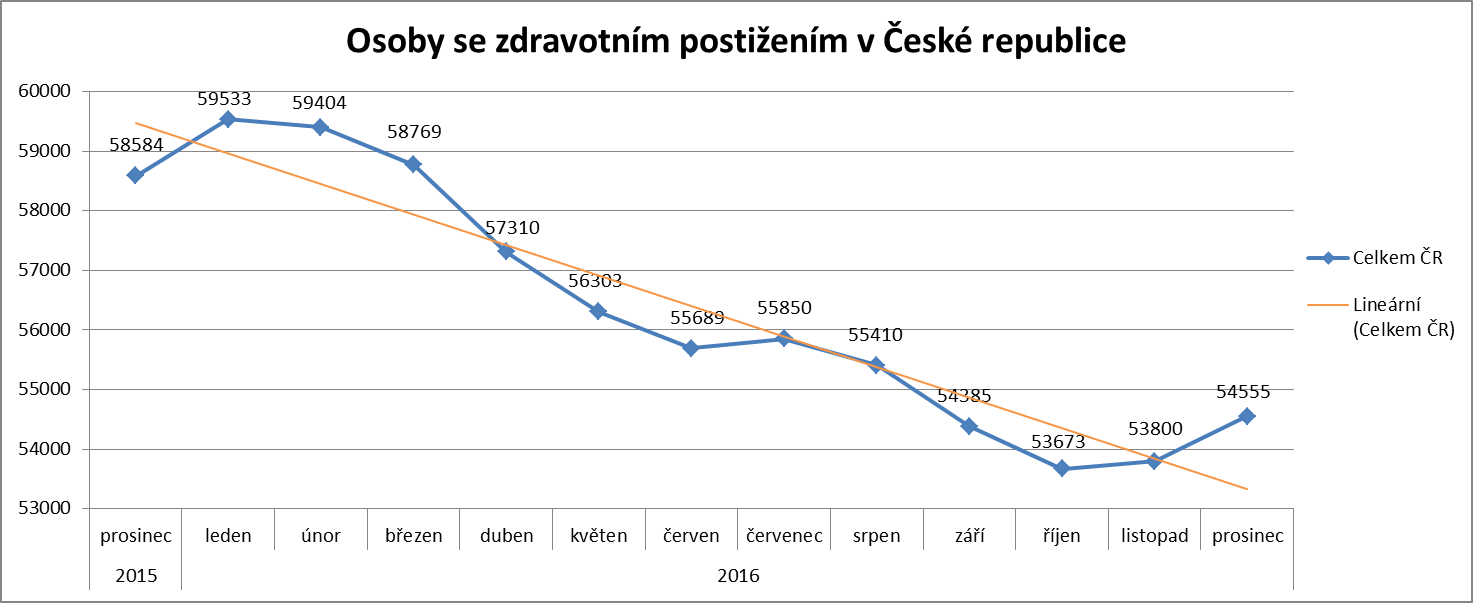 Osoby se zdravotním postižením v České republice
60000
59000
58000
57000
56000
55000
54000
53000
58584
59533
59404
58769
57310
56303
55689
55850
55410
54385
53673
53800
54555
prosinec
leden
únor
březen
duben
květen
červen
červenec
srpen
září
říjen
listopad
prosinec
2015
2016
Celkem ČR
Lineární
(Celkem ČR)